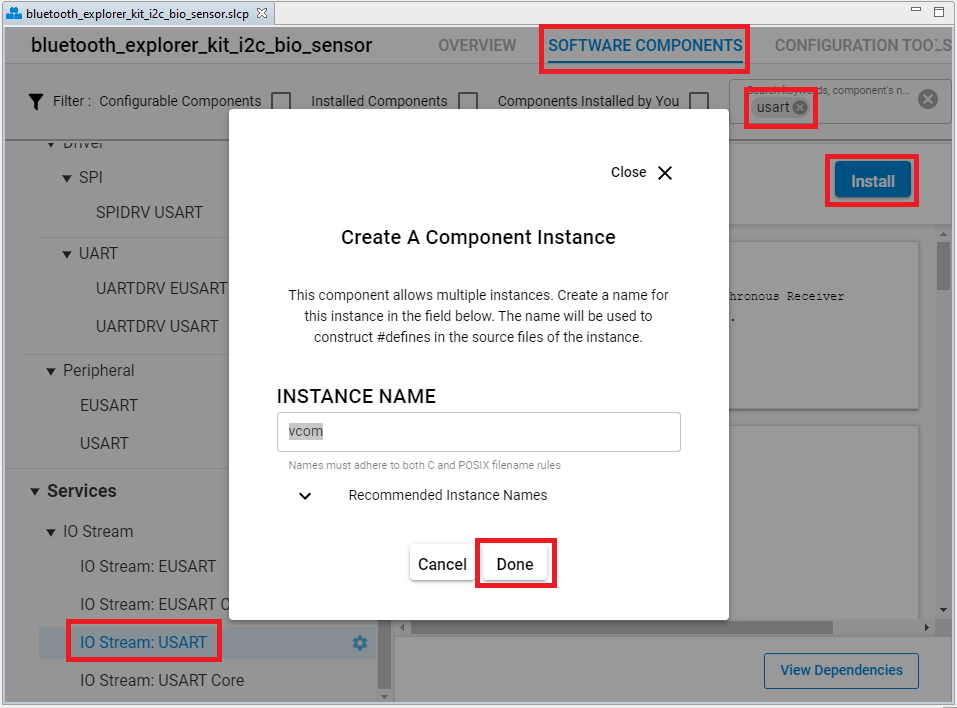 bluetooth_explorer_kit_i2c_bio_sensor.slcp
bluetooth_explorer_kit_i2c_bio_sensor
OVERVIEW
SOFTWARE COMPONENTS
CONFIGURATION TOOLS
Filter :
Configurable Components
Installed Components
Components Installed by You
Search keywords, component's n...
usart
Driver
SPI
SPIDRV USART
UART
UARTDRV EUSART
UARTDRV USART
Peripheral
EUSART
USART
Services
IO Stream
IO Stream: EUSART
IO Stream: EUSART C
IO Stream: USART
IO Stream: USART Core
Install
hronous Receiver
.
Close
Create A Component Instance
This component allows multiple instances. Create a name for
this instance in the field below. The name will be used to
construct #defines in the source files of the instance.
INSTANCE NAME
vcom
Names must adhere to both C and POSIX filename rules
Recommended Instance Names
Cancel
Done
View Dependencies